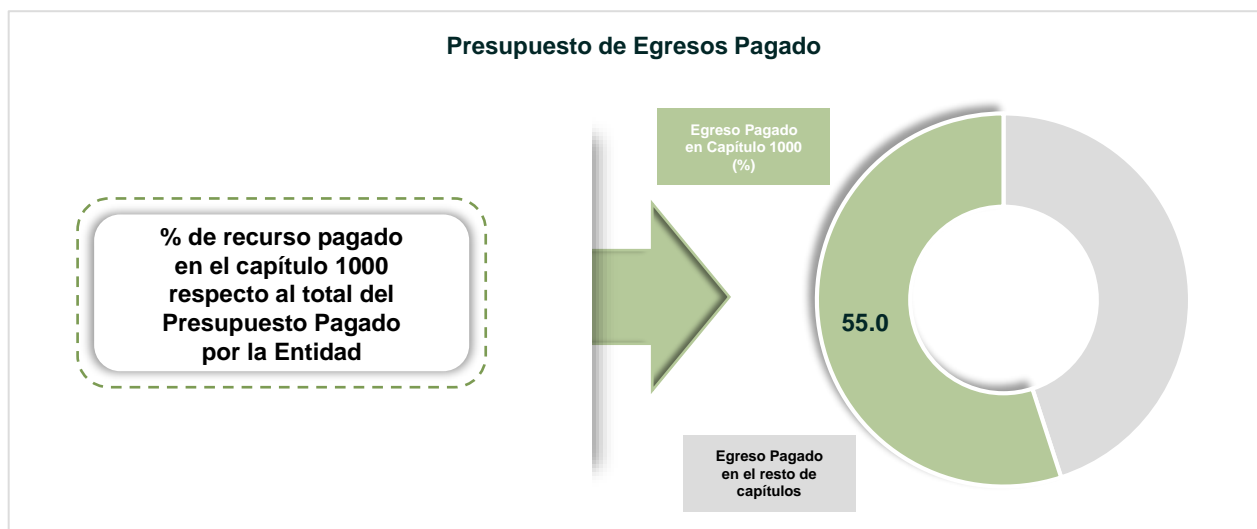 Presupuesto de Egresos Pagado
Egreso Pagado
en Capítulo 1000
(%)
% de recurso pagado
en el capítulo 1000
respecto al total del
Presupuesto Pagado
por la Entidad
55.0
Egreso Pagado
en el resto de
capítulos